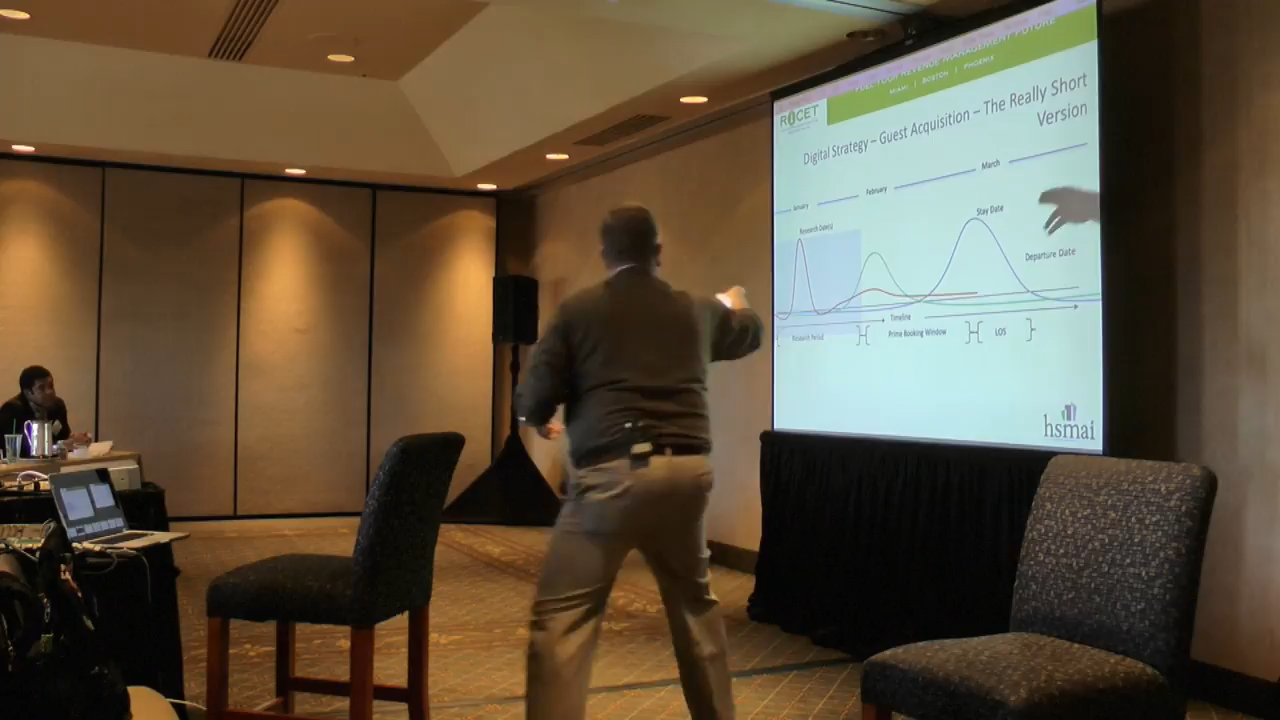 FUEL YOUR REVENUE MANAGEMENT FUTURE
MIAMI | BOSTON | PHOENIX
ROCET
Digital Strategy – Guest Acquisition – The Really Short
Version
January
February
March
Research Date(s)
Stay Date
Departure Date
Timeline
Research Period
Prime Booking Window
LOS
hsmai